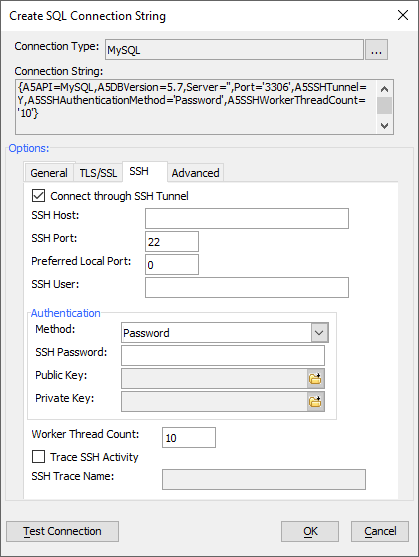 Create SQL Connection String
Connection Type: MySQL ...
Connection String:
{A5API=MySQL,A5DBVersion=5.7,Server='',Port='3306',A5SSHTunnel=
Y,A5SSHAuthenticationMethod='Password',A5SSHWorkerThreadCount=
'10'}
Options:
General TLS/SSL SSH Advanced
Connect through SSH Tunnel
SSH Host:
SSH Port: 22
Preferred Local Port: 0
SSH User:
Authentication
Method: Password
SSH Password:
Public Key:
Private Key:
Worker Thread Count: 10
Trace SSH Activity
SSH Trace Name:
Test Connection OK Cancel